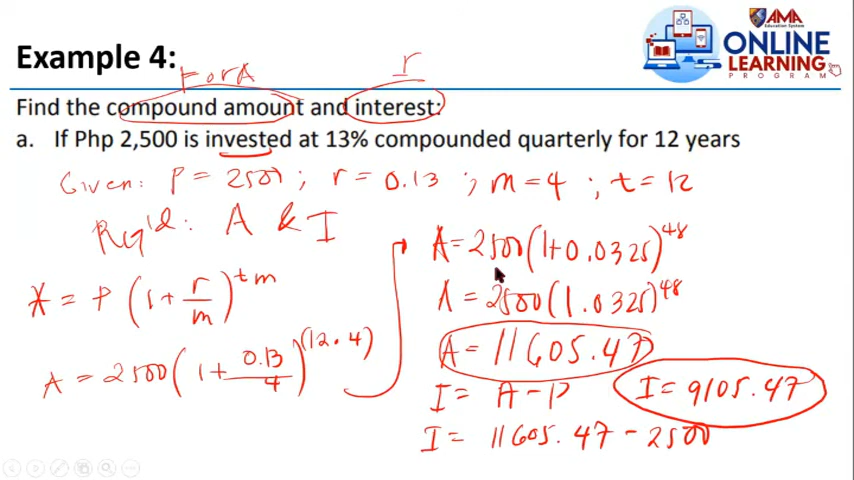 AMA
Education System
ONLINE
LEARNING
PROGRAM
Example 4:
F or A
I
Find the compound amount and interest:
a. If Php 2,500 is invested at 13% compounded quarterly for 12 years
Given: P = 2500 ; r = 0.13 ; m = 4 ; t = 12
Rq'd: A & I
A = P (1 + r/m)^tm
A = 2500 (1 + 0.13/4)^(12 · 4)
A = 2500 (1 + 0.0325)^48
A = 2500 (1.0325)^48
A = 11605.47
I = A - P
I = 11605.47 - 2500
I = 9105.47